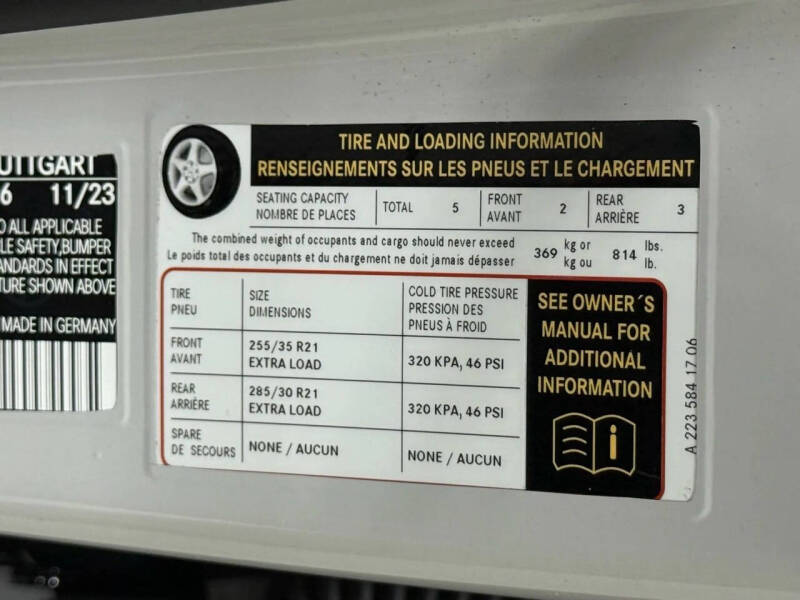 TIRE AND LOADING INFORMATION
RENSEIGNEMENTS SUR LES PNEUS ET LE CHARGEMENT
SEATING CAPACITY
NOMBRE DE PLACES
TOTAL 5
FRONT
AVANT
2
REAR
ARRIÈRE
3
The combined weight of occupants and cargo should never exceed
Le poids total des occupants et du chargement ne doit jamais dépasser
369 kg or
kg ou
814 lbs.
lb.
TIRE
PNEU
SIZE
DIMENSIONS
COLD TIRE PRESSURE
PRESSION DES
PNEUS À FROID
FRONT
AVANT
255/35 R21
EXTRA LOAD
320 KPA, 46 PSI
REAR
ARRIÈRE
285/30 R21
EXTRA LOAD
320 KPA, 46 PSI
SPARE
DE SECOURS
NONE / AUCUN
NONE / AUCUN
SEE OWNER´S
MANUAL FOR
ADDITIONAL
INFORMATION
i
A 223 584 17 06
UTTGART
6 11/23
O ALL APPLICABLE
LE SAFETY,BUMPER
ANDARDS IN EFFECT
TURE SHOWN ABOVE
MADE IN GERMANY